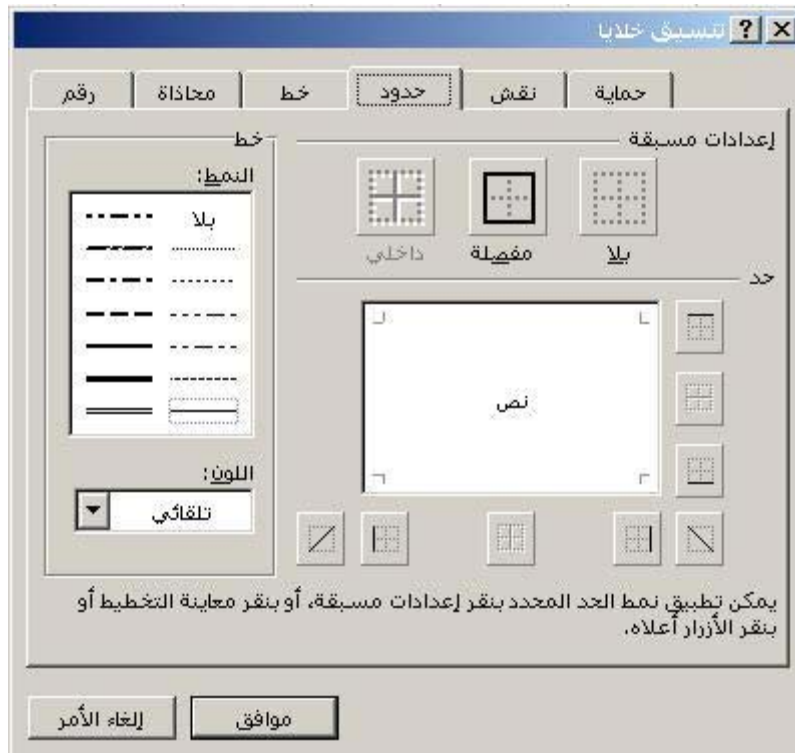 تنسيق خلايا
رقم
محاذاة
خط
حدود
نقش
حماية
إعدادات مسبقة
بلا
مفصلة
داخلي
حد
نص
خط
النمط:
بلا
اللون:
تلقائي
يمكن تطبيق نمط الحد المحدد بنقر إعدادات مسبقة، أو بنقر معاينة التخطيط أو
بنقر الأزرار أعلاه.
موافق
إلغاء الأمر